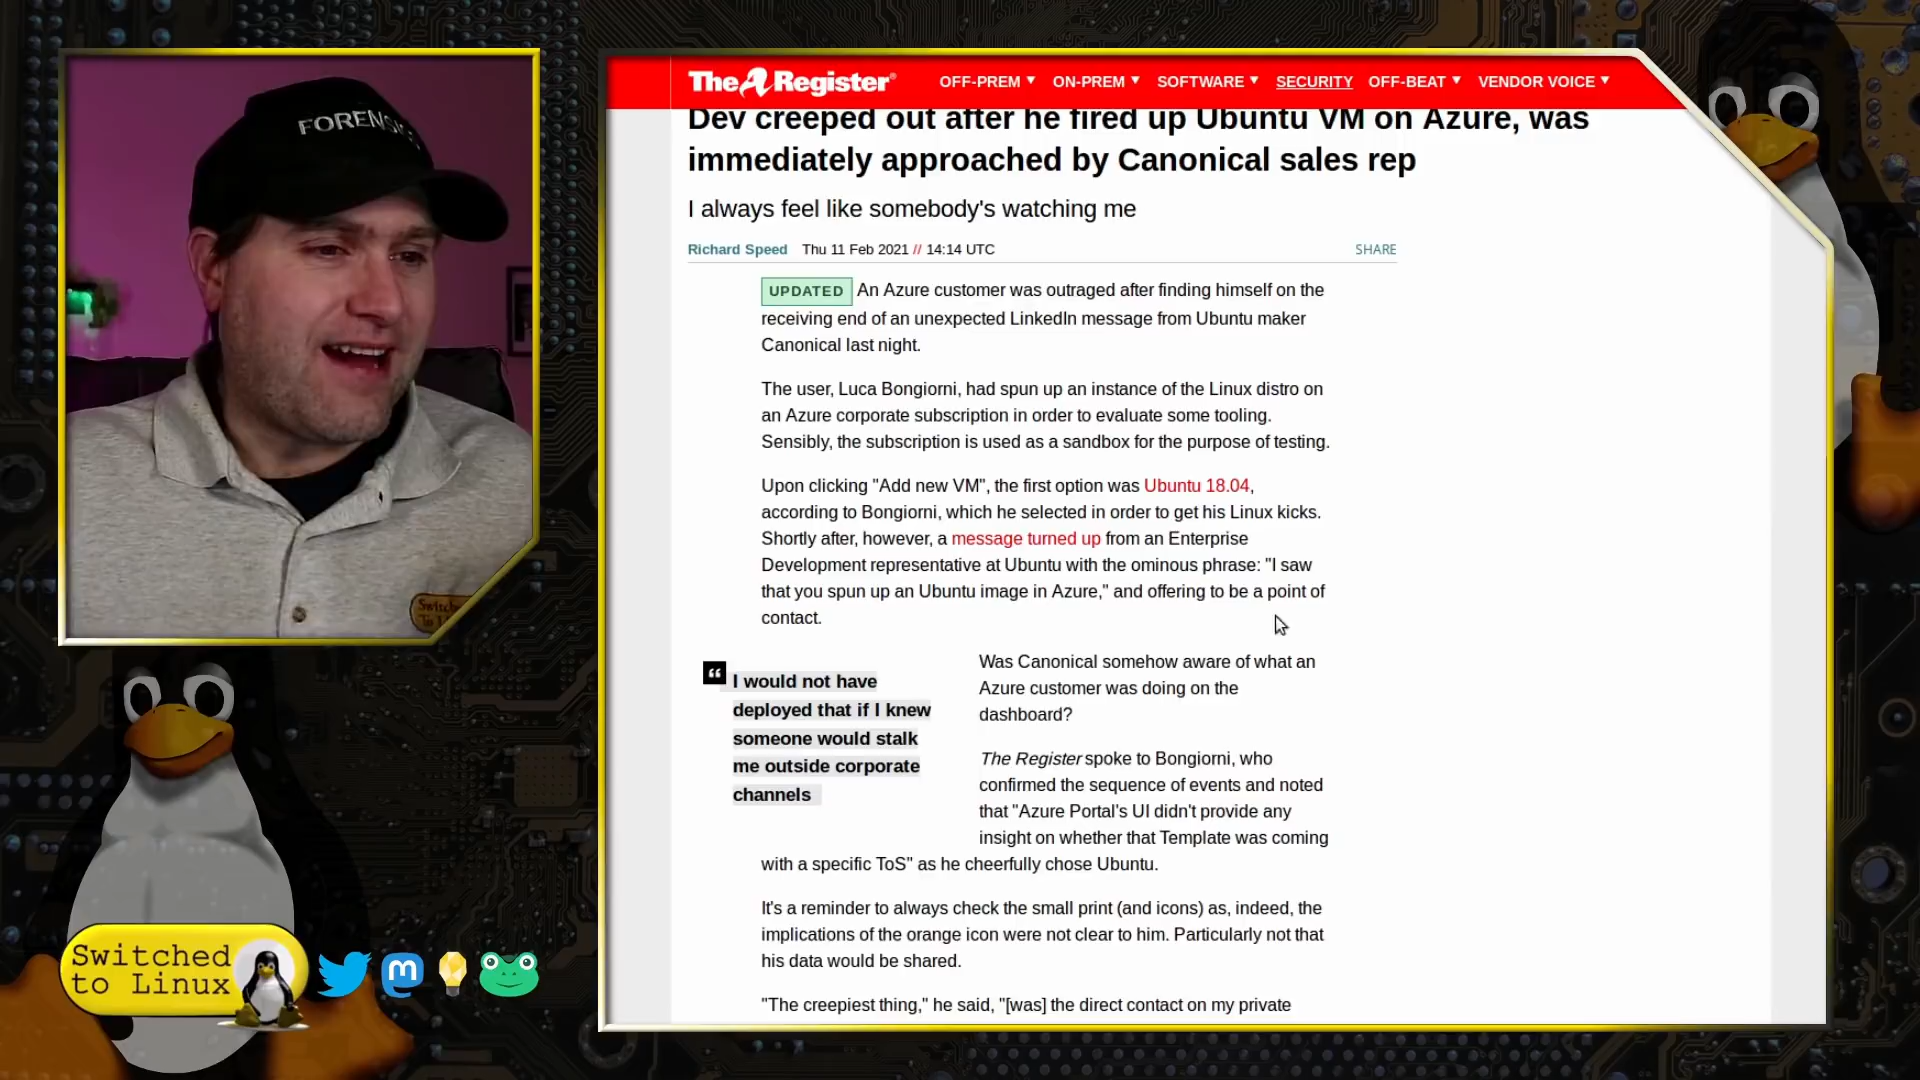 FORENSIC
The Register
OFF-PREM ▼ ON-PREM ▼ SOFTWARE ▼ SECURITY OFF-BEAT ▼ VENDOR VOICE ▼
Dev creeped out after he fired up Ubuntu VM on Azure, was
immediately approached by Canonical sales rep
I always feel like somebody's watching me
Richard Speed Thu 11 Feb 2021 // 14:14 UTC SHARE
UPDATED An Azure customer was outraged after finding himself on the
receiving end of an unexpected LinkedIn message from Ubuntu maker
Canonical last night.
The user, Luca Bongiorni, had spun up an instance of the Linux distro on
an Azure corporate subscription in order to evaluate some tooling.
Sensibly, the subscription is used as a sandbox for the purpose of testing.
Upon clicking "Add new VM", the first option was Ubuntu 18.04,
according to Bongiorni, which he selected in order to get his Linux kicks.
Shortly after, however, a message turned up from an Enterprise
Development representative at Ubuntu with the ominous phrase: "I saw
that you spun up an Ubuntu image in Azure," and offering to be a point of
contact.
“ I would not have
deployed that if I knew
someone would stalk
me outside corporate
channels
Was Canonical somehow aware of what an
Azure customer was doing on the
dashboard?
The Register spoke to Bongiorni, who
confirmed the sequence of events and noted
that "Azure Portal's UI didn't provide any
insight on whether that Template was coming
with a specific ToS" as he cheerfully chose Ubuntu.
It's a reminder to always check the small print (and icons) as, indeed, the
implications of the orange icon were not clear to him. Particularly not that
his data would be shared.
"The creepiest thing," he said, "[was] the direct contact on my private
Switched
to Linux